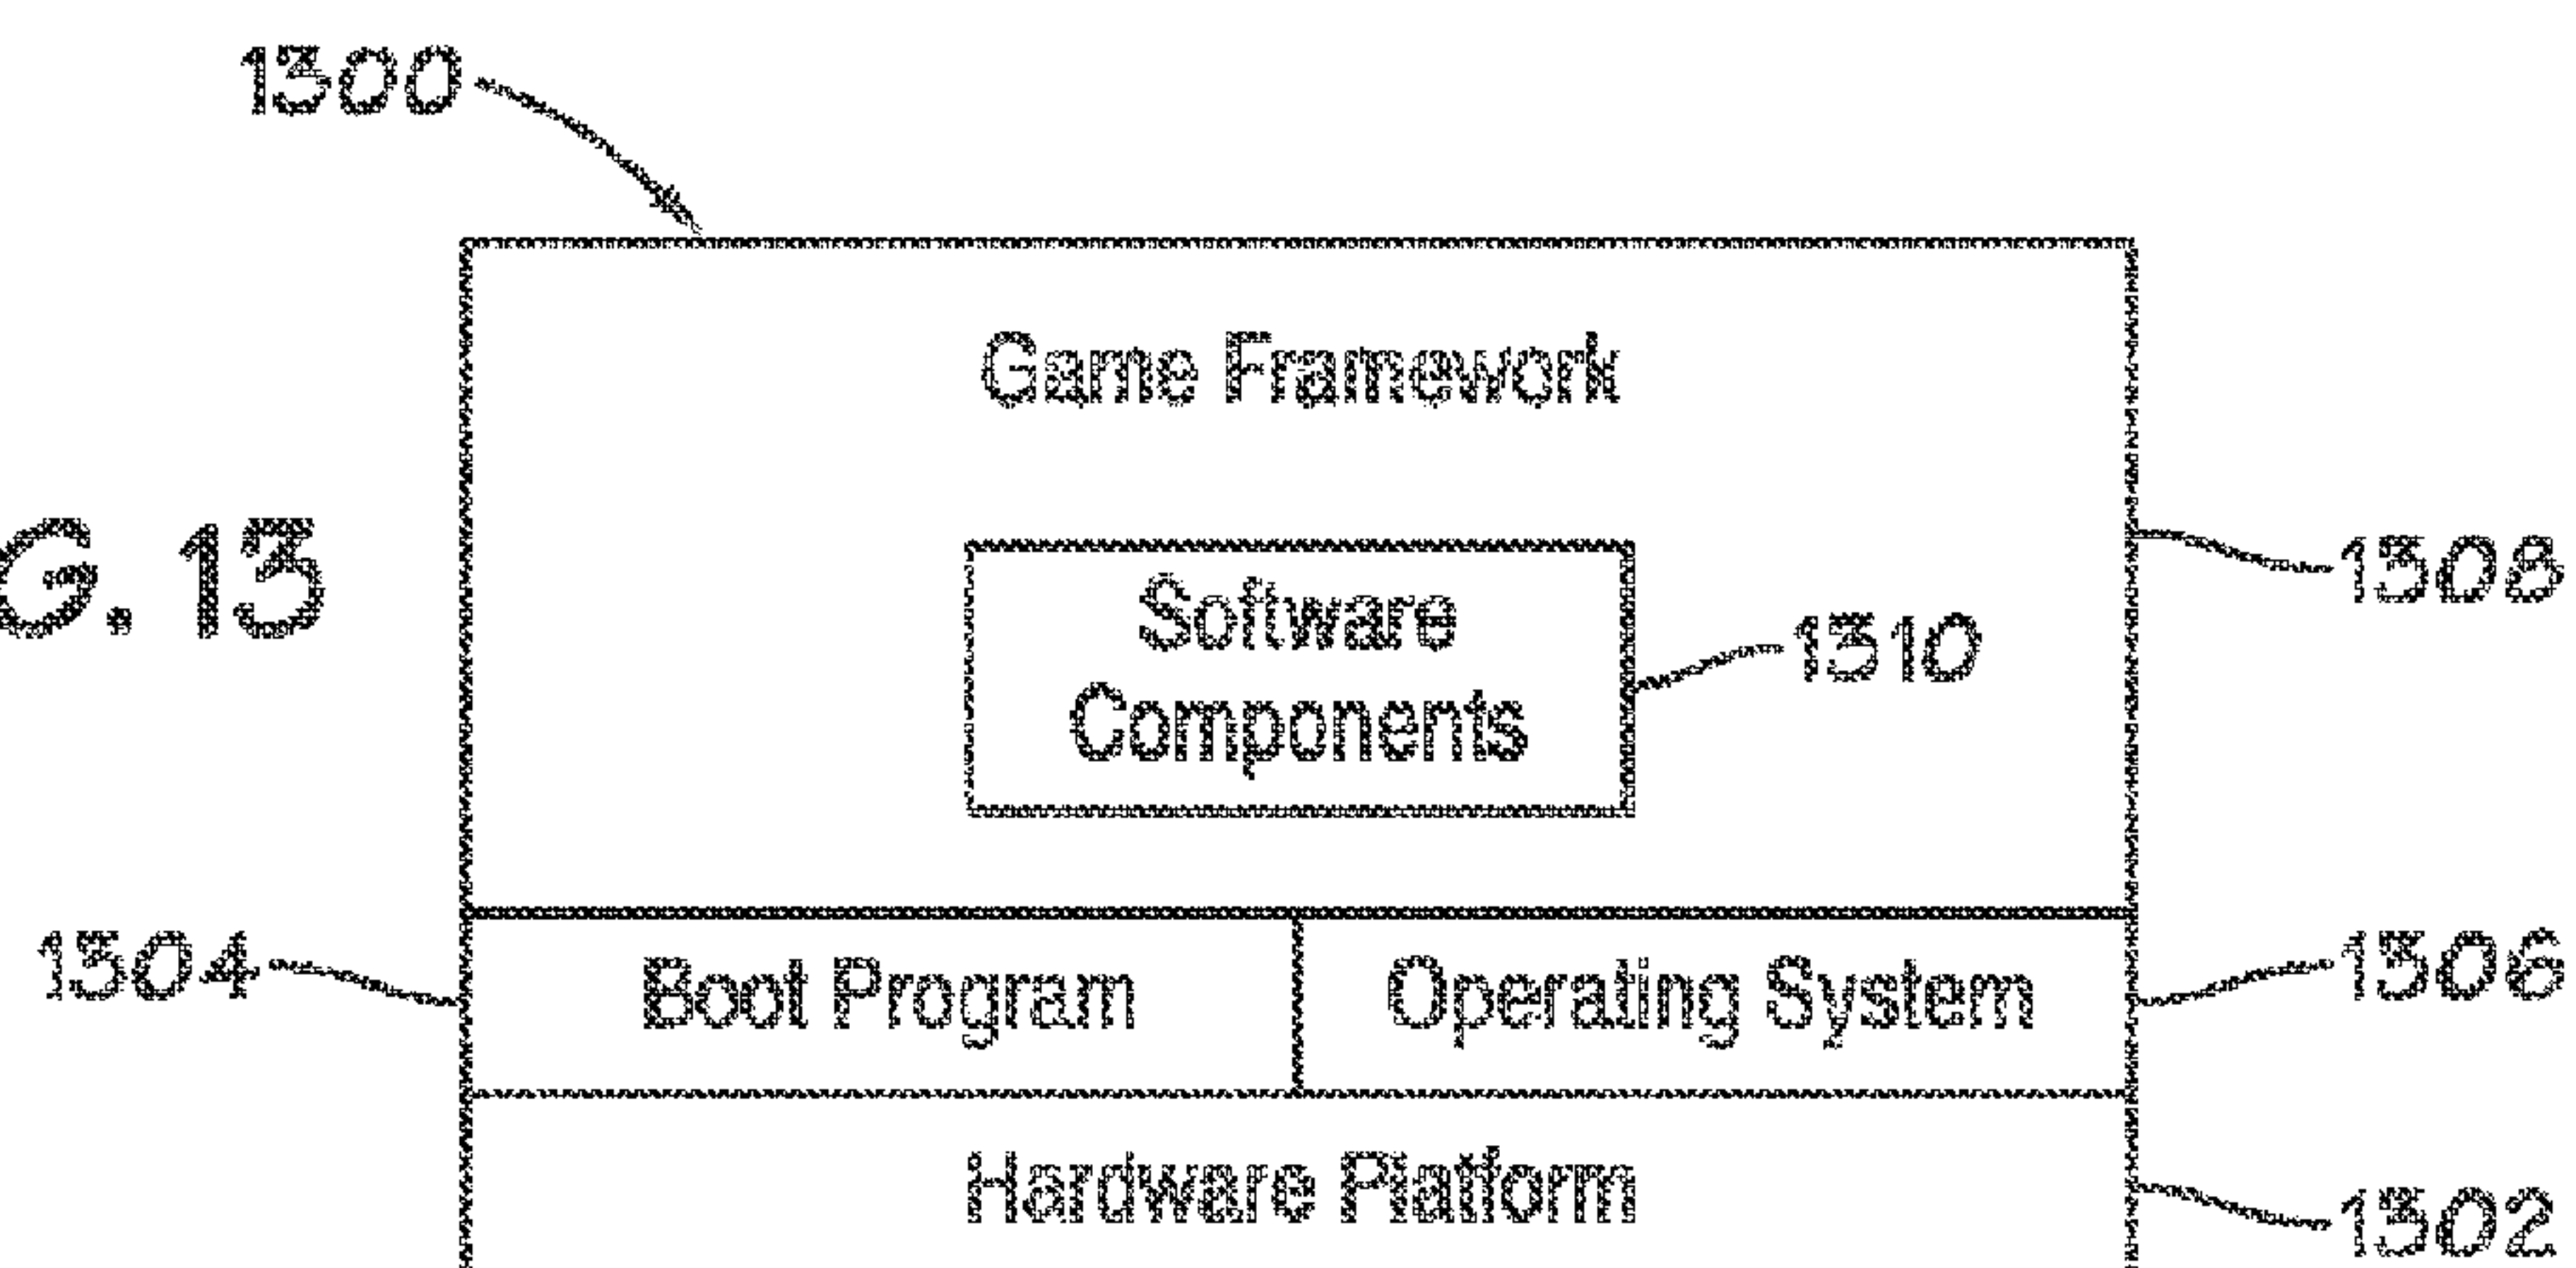 1300
Game Framework
G. 13
1308
Software
Components
1310
1304
Boot Program
Operating System
1306
Hardware Platform
1302